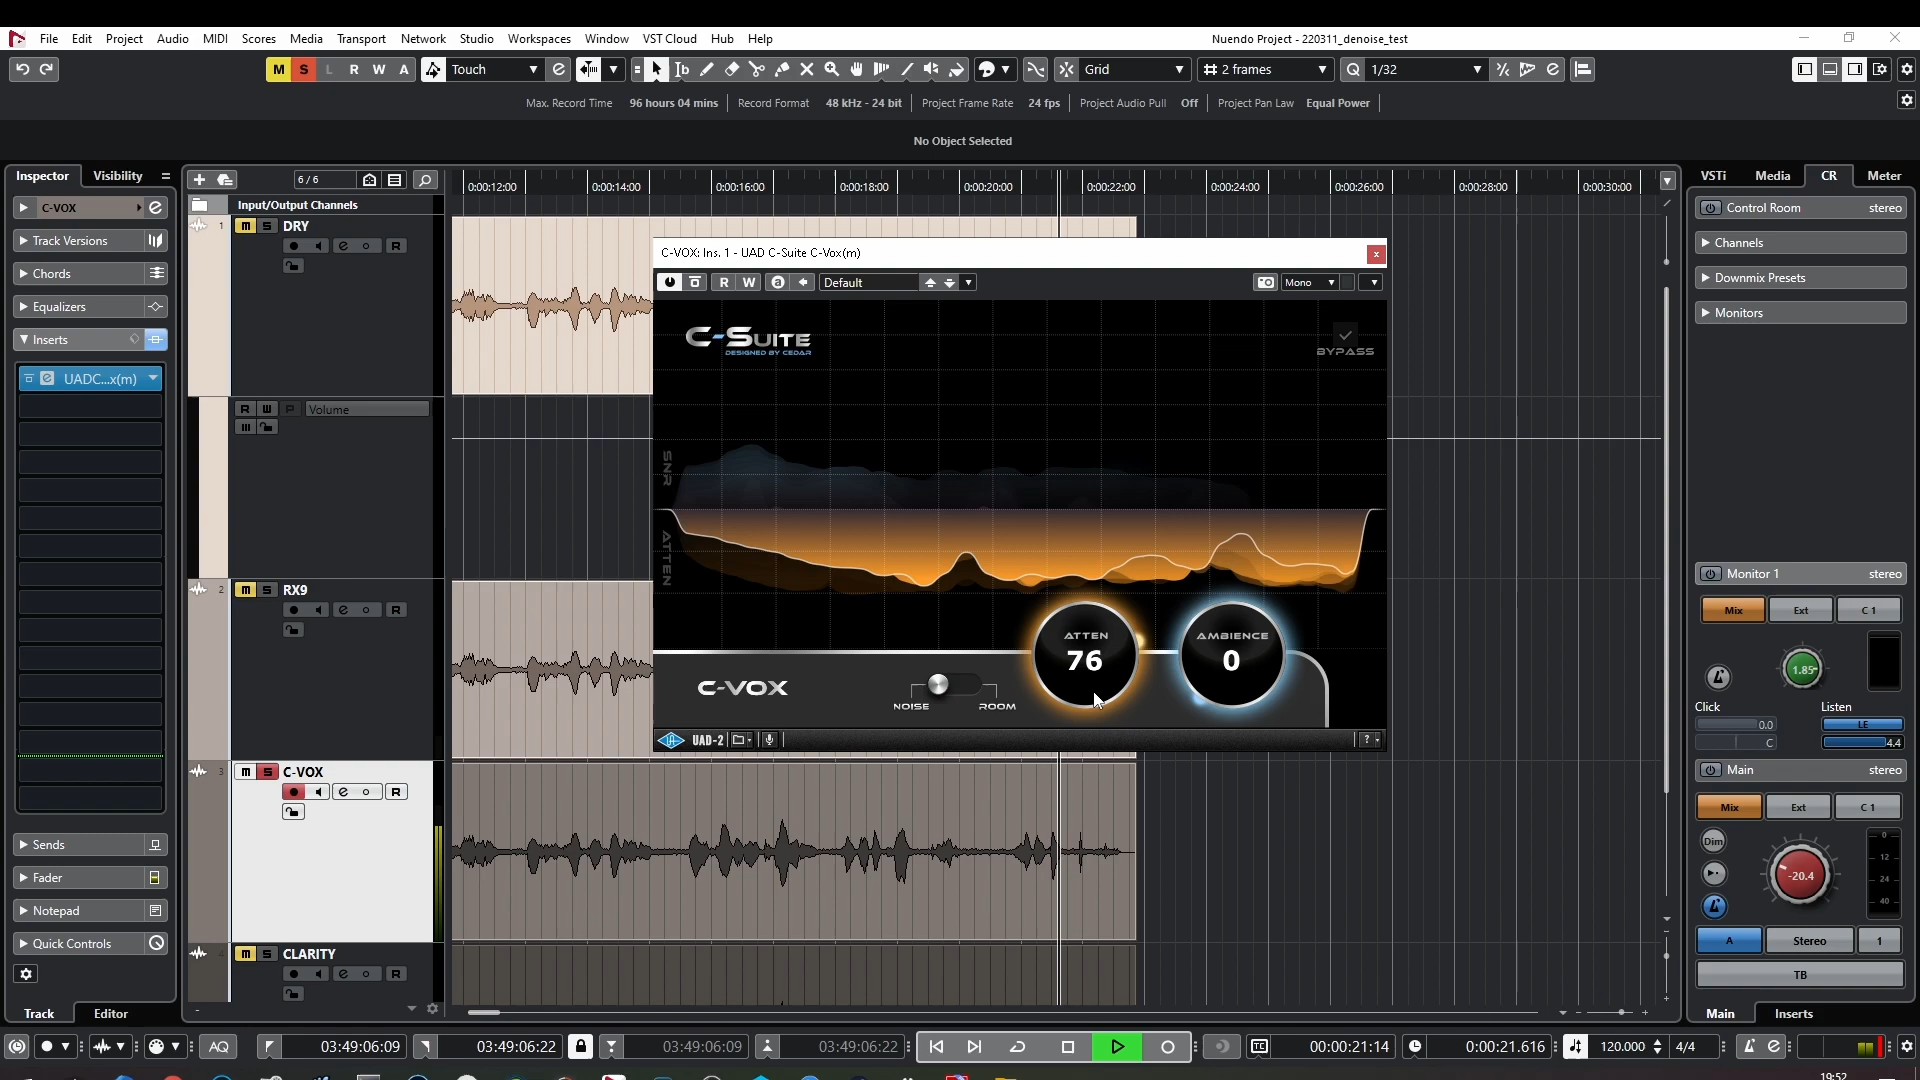 File Edit Project Audio MIDI Scores Media Transport Network Studio Workspaces Window VST Cloud Hub Help
Nuendo Project - 220311_denoise_test
M S L R W A Touch Grid 2 frames Q 1/32
Max. Record Time 96 hours 04 mins Record Format 48 kHz - 24 bit Project Frame Rate 24 fps Project Audio Pull Off Project Pan Law Equal Power
No Object Selected
Inspector Visibility
C-VOX
Track Versions
Chords
Equalizers
Inserts
UADC...x(m)
Sends
Fader
Notepad
Quick Controls
Track Editor
6 / 6
Input/Output Channels
1 m S DRY
R
R W P Volume
2 m S RX9
R
3 m S C-VOX
R
4 m S CLARITY
R
0:00:12:00 0:00:14:00 0:00:16:00 0:00:18:00 0:00:20:00 0:00:22:00 0:00:24:00 0:00:26:00 0:00:28:00 0:00:30:00
C-VOX: Ins. 1 - UAD C-Suite C-Vox(m)
x
R W a Default Mono
C-SUITE
DESIGNED BY CEDAR
BYPASS
SNR
ATTEN
ATTEN
76
AMBIENCE
0
C-VOX
NOISE ROOM
UAD-2
?
VSTi Media CR Meter
Control Room stereo
Channels
Downmix Presets
Monitors
Monitor 1 stereo
Mix Ext C 1
1.85
Click Listen
0.0 LE
C 4.4
Main stereo
Mix Ext C 1
Dim
-20.4
0
12
24
40
A Stereo 1
TB
Main Inserts
AQ 03:49:06:09 03:49:06:22 03:49:06:09 03:49:06:22 00:00:21:14 0:00:21.616 120.000 4/4
19:52